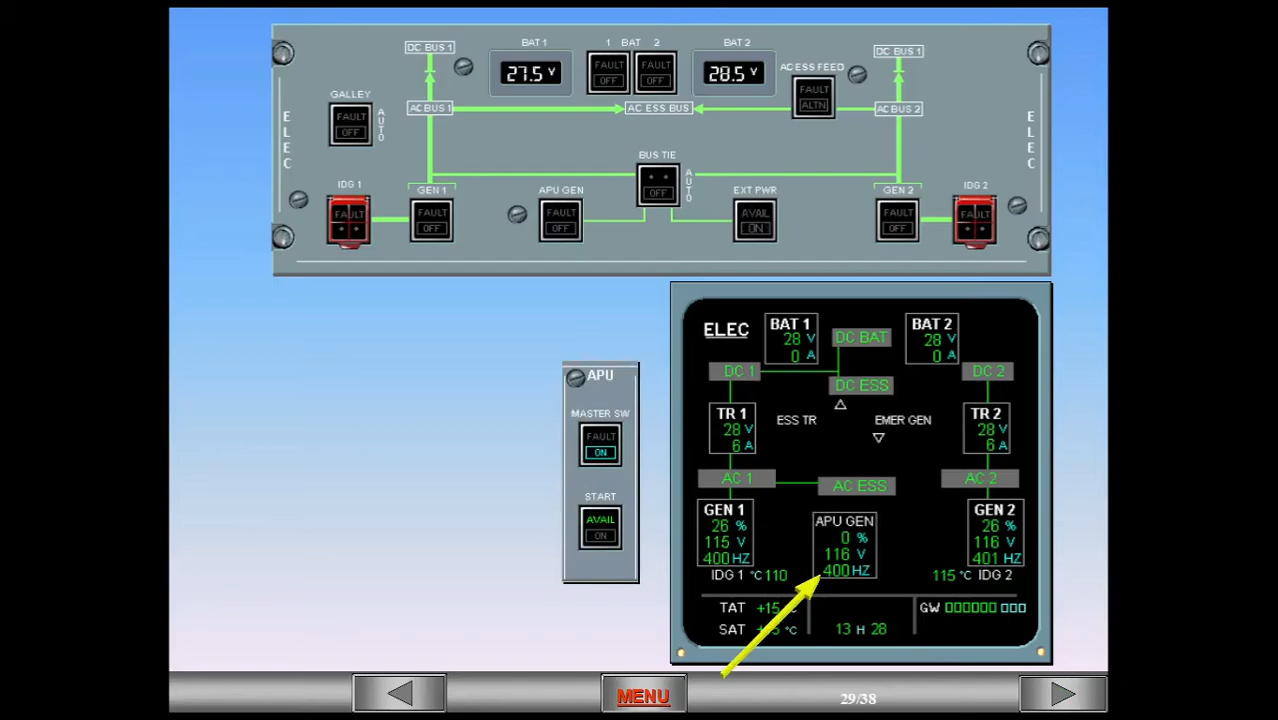 DC BUS 1
BAT 1
1 BAT 2
BAT 2
DC BUS 1
27.5 V
FAULT
OFF
FAULT
OFF
28.5 V
AC ESS FEED
FAULT
ALTN
GALLEY
FAULT
OFF
AUTO
AC BUS 1
AC ESS BUS
AC BUS 2
ELEC
ELEC
BUS TIE
OFF
AUTO
IDG 1
FAULT
GEN 1
FAULT
OFF
APU GEN
FAULT
OFF
EXT PWR
AVAIL
ON
GEN 2
FAULT
OFF
IDG 2
FAULT
APU
MASTER SW
FAULT
ON
START
AVAIL
ON
ELEC
BAT 1
28 V
0 A
DC BAT
BAT 2
28 V
0 A
DC 1
DC ESS
DC 2
TR 1
28 V
6 A
ESS TR
EMER GEN
TR 2
28 V
6 A
AC 1
AC ESS
AC 2
GEN 1
26 %
115 V
400 HZ
APU GEN
0 %
116 V
400 HZ
GEN 2
26 %
116 V
401 HZ
IDG 1 °C 110
115 °C IDG 2
TAT +15 °C
SAT °C
13 H 28
GW
MENU
29/38